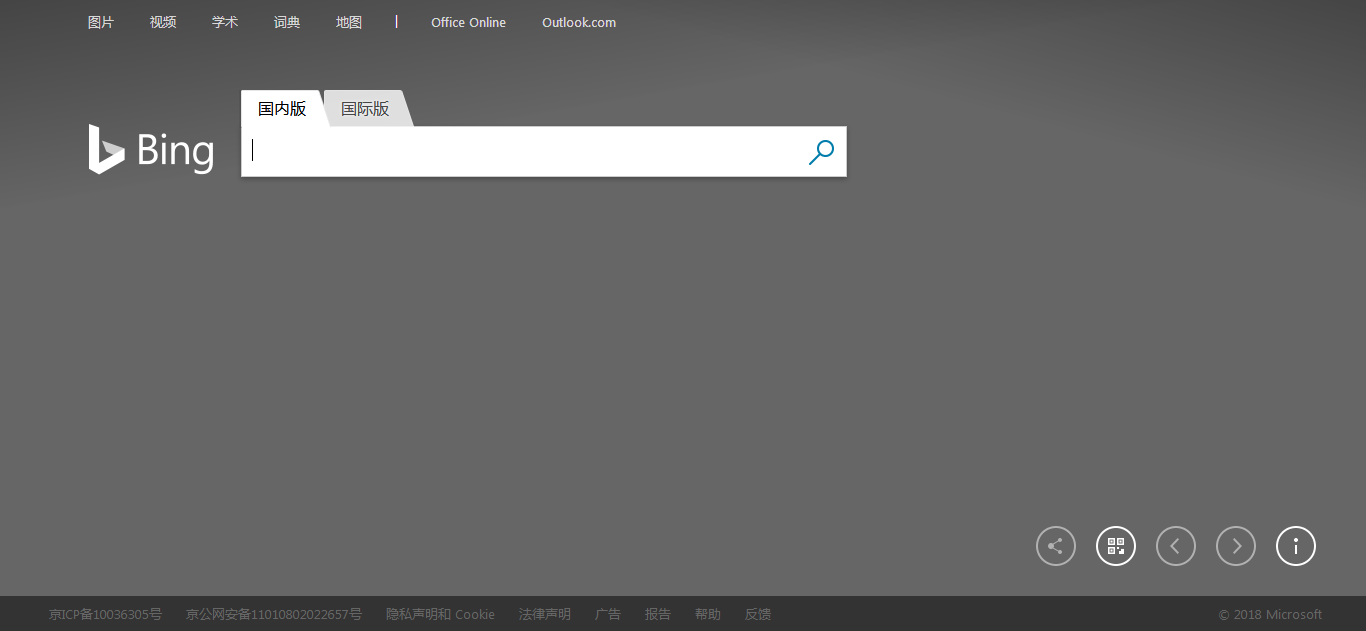 图片 视频 学术 词典 地图 | Office Online Outlook.com
国内版 国际版
Bing
京ICP备10036305号 京公网安备11010802022657号 隐私声明和 Cookie 法律声明 广告 报告 帮助 反馈 © 2018 Microsoft